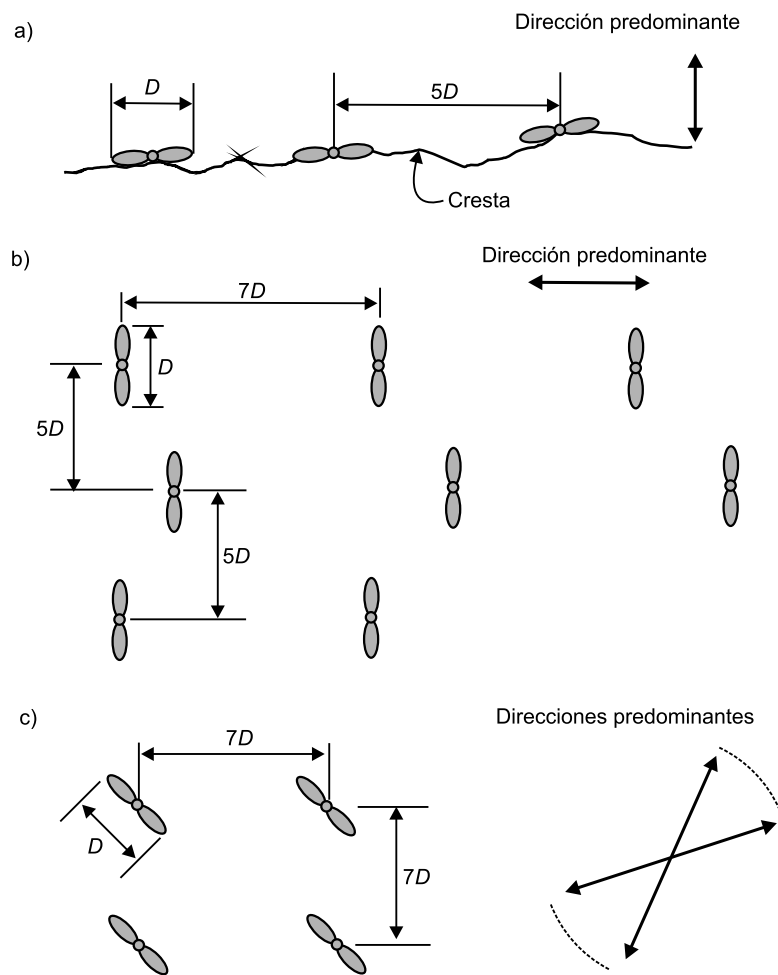 a)
Dirección predominante
D
5D
Cresta
b)
Dirección predominante
7D
D
5D
5D
c)
Direcciones predominantes
7D
D
7D